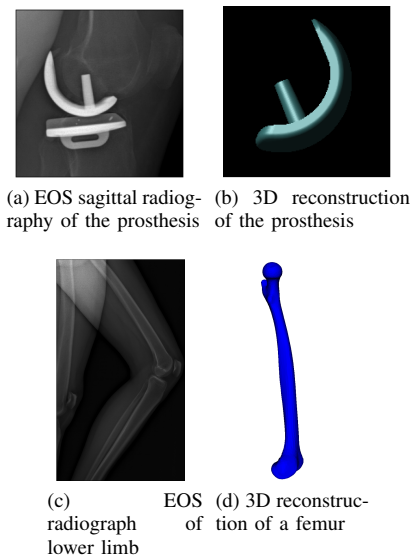 (a) EOS sagittal radiog-
raphy of the prosthesis
(b) 3D reconstruction
of the prosthesis
(c) EOS
radiograph of
lower limb
(d) 3D reconstruc-
tion of a femur